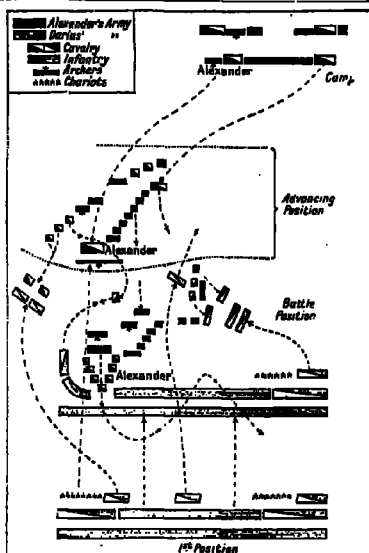 Alexander's Army
Darius' "
Cavalry
Infantry
Archers
Chariots
Alexander
Camp
Advancing
Position
Alexander
Battle
Position
Alexander
1st Position